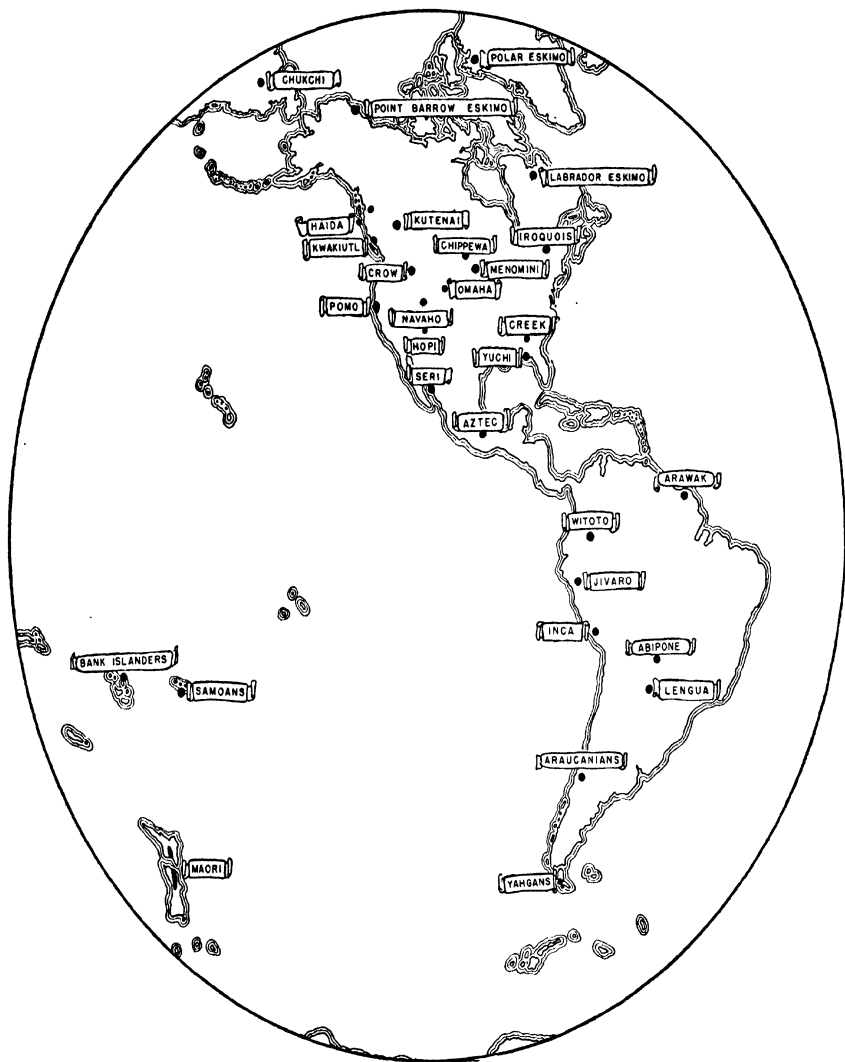 POLAR ESKIMO
CHUKCHI
POINT BARROW ESKIMO
LABRADOR ESKIMO
HAIDA
KUTENAI
KWAKIUTL
CHIPPEWA
IROQUOIS
CROW
MENOMINI
OMAHA
POMO
NAVAHO
CREEK
HOPI
YUCHI
SERI
AZTEC
ARAWAK
WITOTO
JIVARO
INCA
ABIPONE
BANK ISLANDERS
SAMOANS
LENGUA
ARAUCANIANS
MAORI
YAHGANS